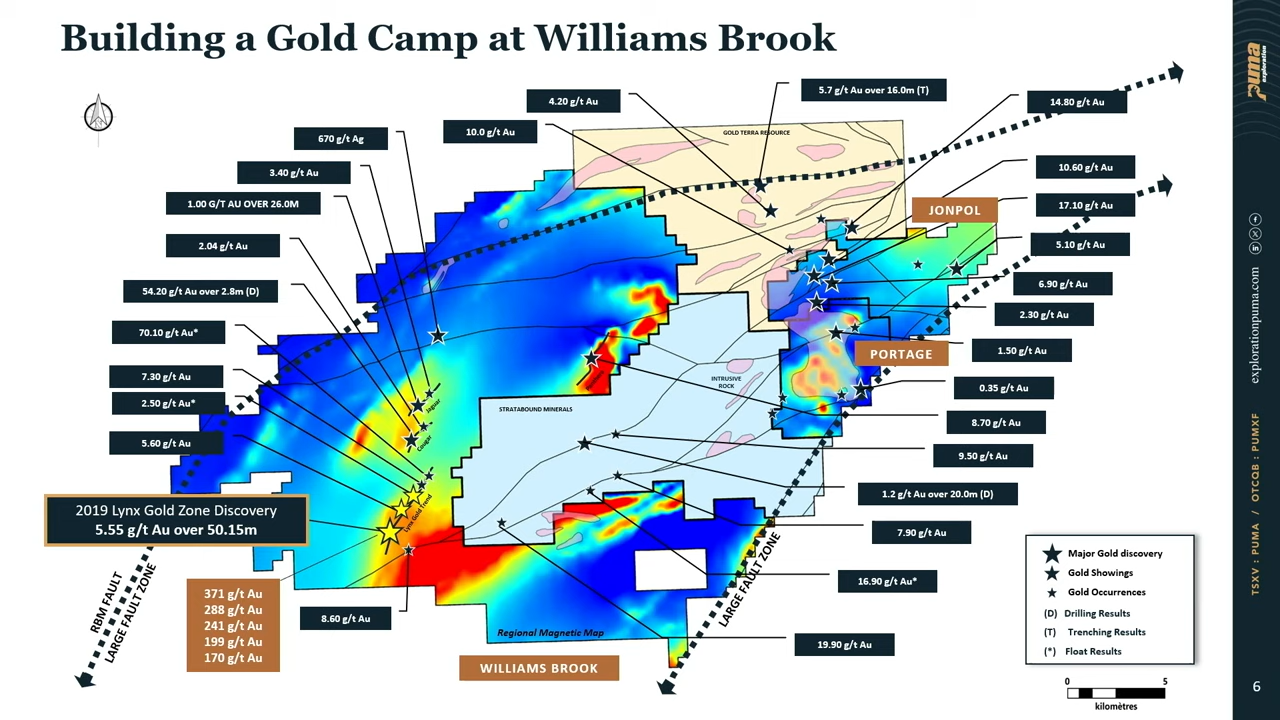 Building a Gold Camp at Williams Brook
5.7 g/t Au over 16.0m (T)
4.20 g/t Au
14.80 g/t Au
10.0 g/t Au
GOLD TERRA RESOURCE
670 g/t Ag
3.40 g/t Au
10.60 g/t Au
1.00 G/T AU OVER 26.0M
17.10 g/t Au
JONPOL
2.04 g/t Au
5.10 g/t Au
54.20 g/t Au over 2.8m (D)
6.90 g/t Au
2.30 g/t Au
70.10 g/t Au*
1.50 g/t Au
PORTAGE
7.30 g/t Au
INTRUSIVE
ROCK
0.35 g/t Au
2.50 g/t Au*
Jaguar
STRATABOUND MINERALS
8.70 g/t Au
5.60 g/t Au
Cougar
9.50 g/t Au
1.2 g/t Au over 20.0m (D)
Lynx Gold Trend
2019 Lynx Gold Zone Discovery
5.55 g/t Au over 50.15m
7.90 g/t Au
16.90 g/t Au*
RBM FAULT
LARGE FAULT ZONE
LARGE FAULT ZONE
371 g/t Au
288 g/t Au
241 g/t Au
199 g/t Au
170 g/t Au
8.60 g/t Au
Regional Magnetic Map
19.90 g/t Au
WILLIAMS BROOK
Major Gold discovery
Gold Showings
Gold Occurrences
(D) Drilling Results
(T) Trenching Results
(*) Float Results
0 5
kilomètres
puma
exploration
explorationpuma.com
TSXV : PUMA / OTCQB : PUMXF
6